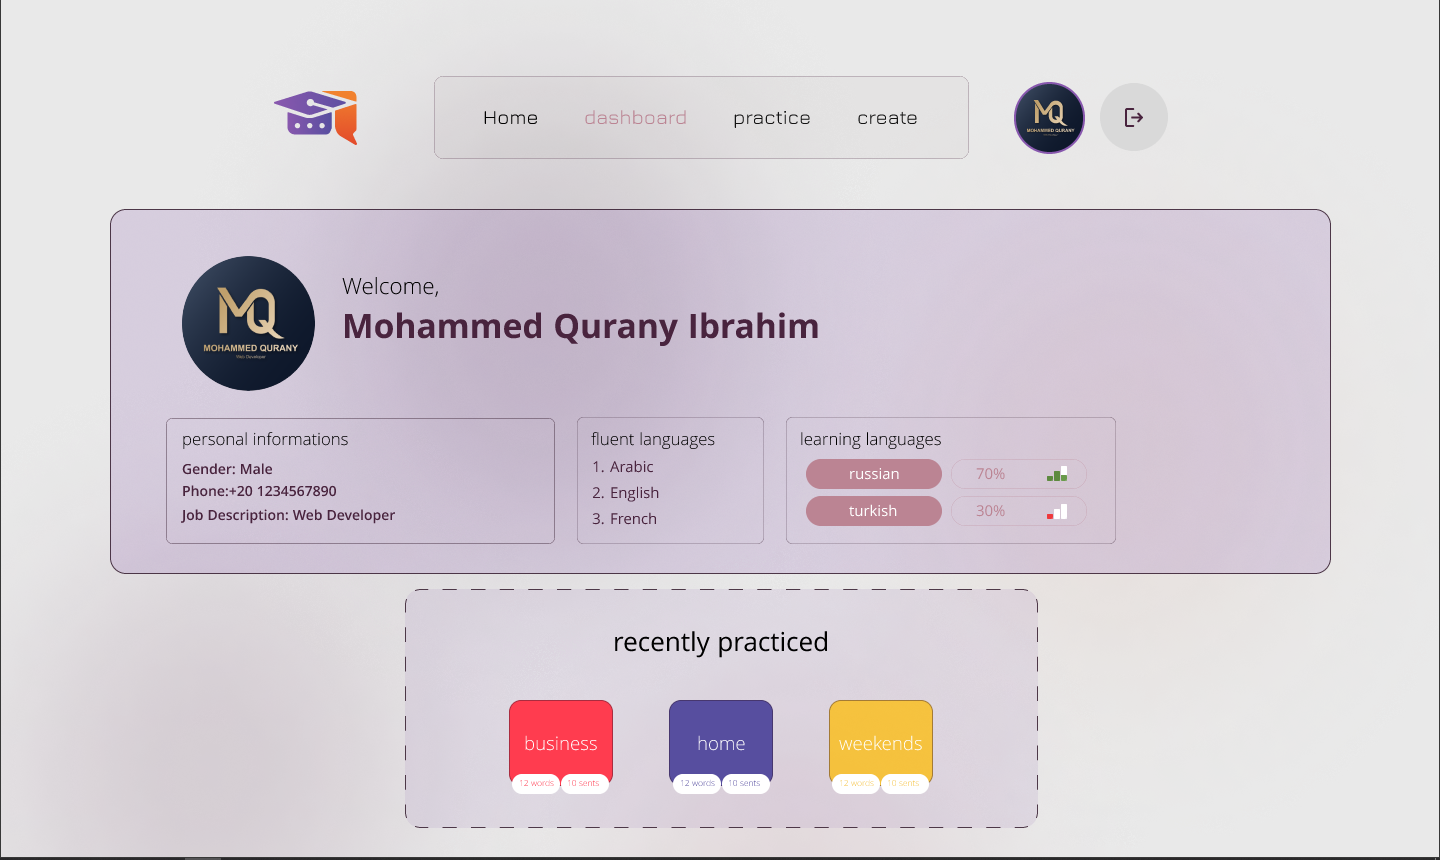 Home dashboard practice create
MQ
MOHAMMED QURANY
MQ
MOHAMMED QURANY
Web Developer
Welcome,
Mohammed Qurany Ibrahim
personal informations
Gender: Male
Phone:+20 1234567890
Job Description: Web Developer
fluent languages
1. Arabic
2. English
3. French
learning languages
russian 70%
turkish 30%
recently practiced
business
12 words 10 sents
home
12 words 10 sents
weekends
12 words 10 sents